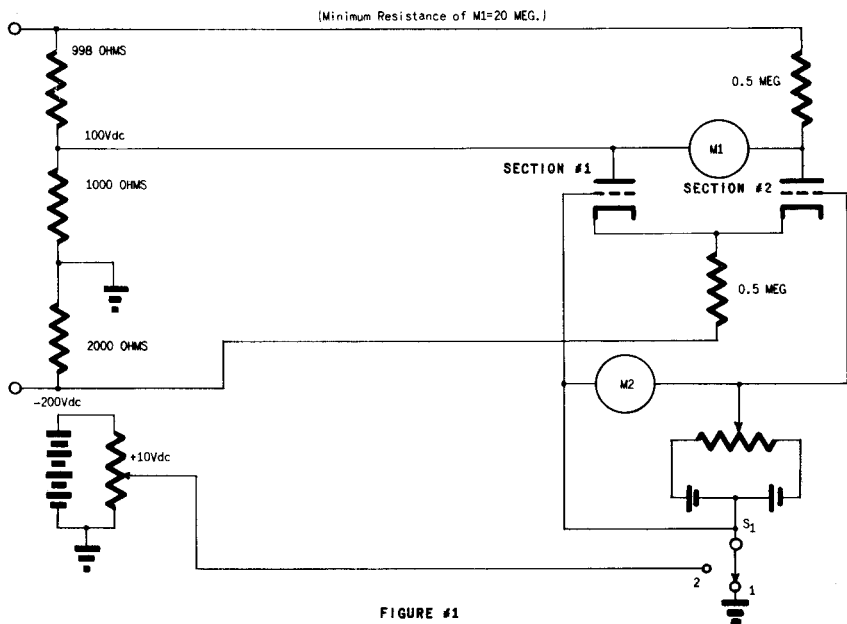 (Minimum Resistance of M1=20 MEG.)
998 OHMS
0.5 MEG
100Vdc
M1
SECTION #1
SECTION #2
1000 OHMS
0.5 MEG
2000 OHMS
M2
-200Vdc
+10Vdc
S1
2
1
FIGURE #1